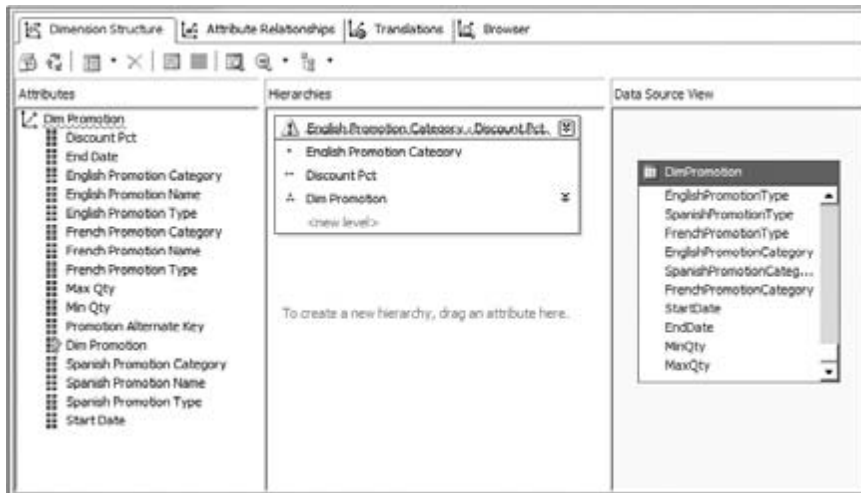 Dimension Structure Attribute Relationships Translations Browser
Attributes
Dim Promotion
Discount Pct
End Date
English Promotion Category
English Promotion Name
English Promotion Type
French Promotion Category
French Promotion Name
French Promotion Type
Max Qty
Min Qty
Promotion Alternate Key
Dim Promotion
Spanish Promotion Category
Spanish Promotion Name
Spanish Promotion Type
Start Date
Hierarchies
English Promotion Category - Discount Pct
English Promotion Category
Discount Pct
Dim Promotion
<new level>
To create a new hierarchy, drag an attribute here.
Data Source View
DimPromotion
EnglishPromotionType
SpanishPromotionType
FrenchPromotionType
EnglishPromotionCategory
SpanishPromotionCateg...
FrenchPromotionCategory
StartDate
EndDate
MinQty
MaxQty